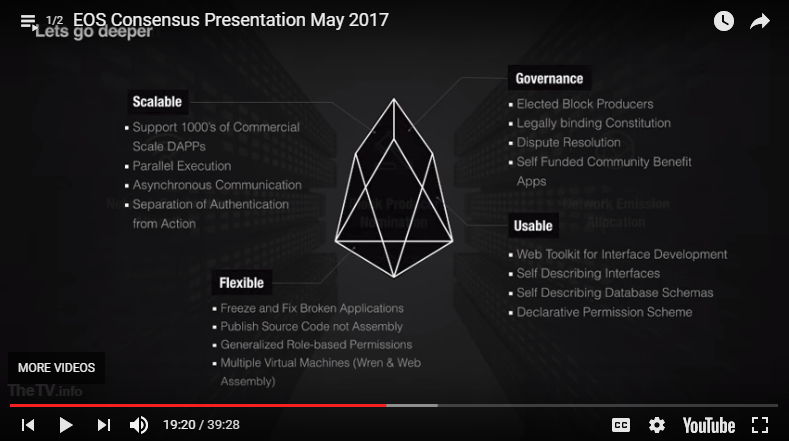 1/2 EOS Consensus Presentation May 2017
Lets go deeper
Scalable
Support 1000's of Commercial
Scale DAPPs
Parallel Execution
Asynchronous Communication
Separation of Authentication
from Action
Governance
Elected Block Producers
Legally binding Constitution
Dispute Resolution
Self Funded Community Benefit
Apps
Usable
Web Toolkit for Interface Development
Self Describing Interfaces
Self Describing Database Schemas
Declarative Permission Scheme
Flexible
Freeze and Fix Broken Applications
Publish Source Code not Assembly
Generalized Role-based Permissions
Multiple Virtual Machines (Wren & Web
Assembly)
Network Emission
Nomination
MORE VIDEOS
TheTV.info
19:20 / 39:28
CC
YouTube